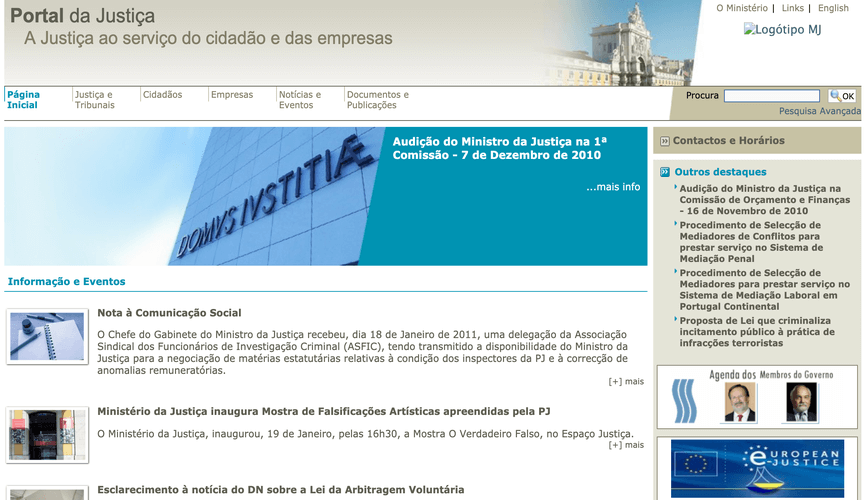 Portal da Justiça
A Justiça ao serviço do cidadão e das empresas
O Ministério | Links | English
Logótipo MJ
Página
Inicial
Justiça e
Tribunais
Cidadãos
Empresas
Notícias e
Eventos
Documentos e
Publicações
Procura
OK
Pesquisa Avançada
DOMVS IVSTITIÆ
Audição do Ministro da Justiça na 1ª
Comissão - 7 de Dezembro de 2010
...mais info
Informação e Eventos
Nota à Comunicação Social
O Chefe do Gabinete do Ministro da Justiça recebeu, dia 18 de Janeiro de 2011, uma delegação da Associação
Sindical dos Funcionários de Investigação Criminal (ASFIC), tendo transmitido a disponibilidade do Ministro da
Justiça para a negociação de matérias estatutárias relativas à condição dos inspectores da PJ e à correcção de
anomalias remuneratórias.
[+] mais
Ministério da Justiça inaugura Mostra de Falsificações Artísticas apreendidas pela PJ
O Ministério da Justiça, inaugurou, 19 de Janeiro, pelas 16h30, a Mostra O Verdadeiro Falso, no Espaço Justiça.
[+] mais
Esclarecimento à notícia do DN sobre a Lei da Arbitragem Voluntária
Contactos e Horários
Outros destaques
Audição do Ministro da Justiça na
Comissão de Orçamento e Finanças
- 16 de Novembro de 2010
Procedimento de Selecção de
Mediadores de Conflitos para
prestar serviço no Sistema de
Mediação Penal
Procedimento de Selecção de
Mediadores para prestar serviço no
Sistema de Mediação Laboral em
Portugal Continental
Proposta de Lei que criminaliza
incitamento público à prática de
infracções terroristas
Agenda dos Membros do Governo
EUROPEAN
e-JUSTICE